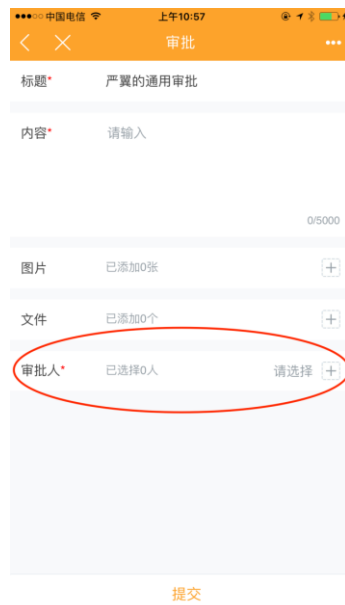 中国电信 上午10:57
审批
标题* 严翼的通用审批
内容* 请输入
0/5000
图片 已添加0张
文件 已添加0个
审批人* 已选择0人 请选择
提交